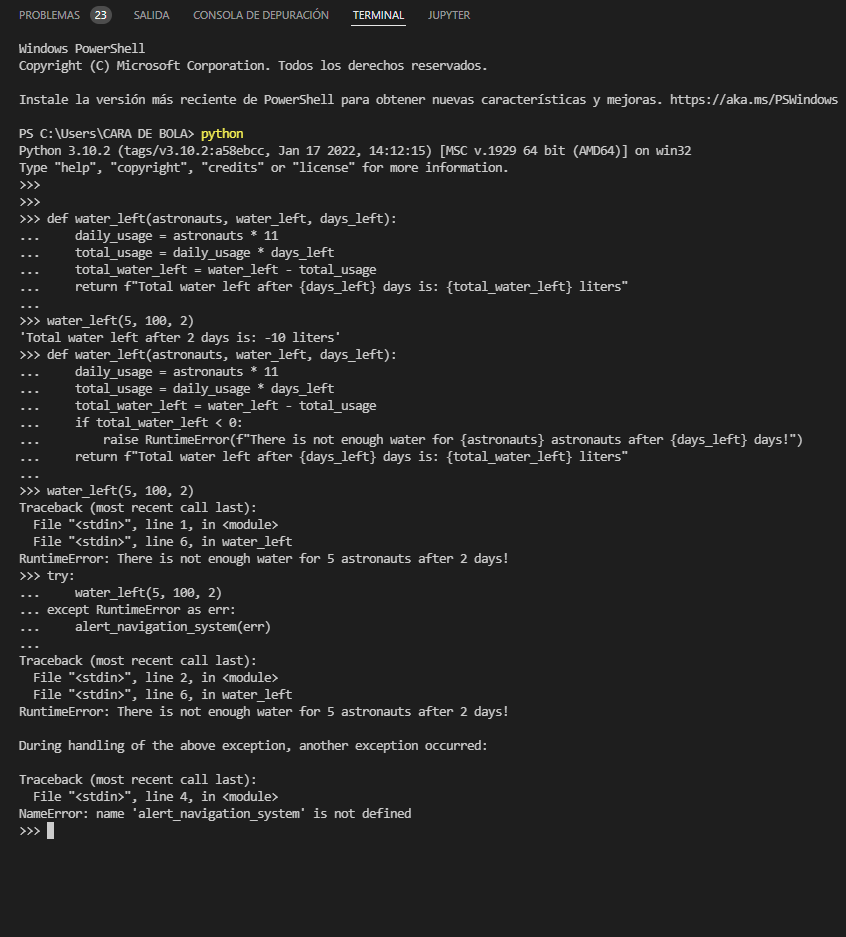 PROBLEMAS 23 SALIDA CONSOLA DE DEPURACIÓN TERMINAL JUPYTER
Windows PowerShell
Copyright (C) Microsoft Corporation. Todos los derechos reservados.
Instale la versión más reciente de PowerShell para obtener nuevas características y mejoras. https://aka.ms/PSWindows
PS C:\Users\CARA DE BOLA> python
Python 3.10.2 (tags/v3.10.2:a58ebcc, Jan 17 2022, 14:12:15) [MSC v.1929 64 bit (AMD64)] on win32
Type "help", "copyright", "credits" or "license" for more information.
>>>
>>>
>>> def water_left(astronauts, water_left, days_left):
...     daily_usage = astronauts * 11
...     total_usage = daily_usage * days_left
...     total_water_left = water_left - total_usage
...     return f"Total water left after {days_left} days is: {total_water_left} liters"
...
>>> water_left(5, 100, 2)
'Total water left after 2 days is: -10 liters'
>>> def water_left(astronauts, water_left, days_left):
...     daily_usage = astronauts * 11
...     total_usage = daily_usage * days_left
...     total_water_left = water_left - total_usage
...     if total_water_left < 0:
...         raise RuntimeError(f"There is not enough water for {astronauts} astronauts after {days_left} days!")
...     return f"Total water left after {days_left} days is: {total_water_left} liters"
...
>>> water_left(5, 100, 2)
Traceback (most recent call last):
  File "<stdin>", line 1, in <module>
  File "<stdin>", line 6, in water_left
RuntimeError: There is not enough water for 5 astronauts after 2 days!
>>> try:
...     water_left(5, 100, 2)
... except RuntimeError as err:
...     alert_navigation_system(err)
...
Traceback (most recent call last):
  File "<stdin>", line 2, in <module>
  File "<stdin>", line 6, in water_left
RuntimeError: There is not enough water for 5 astronauts after 2 days!
During handling of the above exception, another exception occurred:
Traceback (most recent call last):
  File "<stdin>", line 4, in <module>
NameError: name 'alert_navigation_system' is not defined
>>>